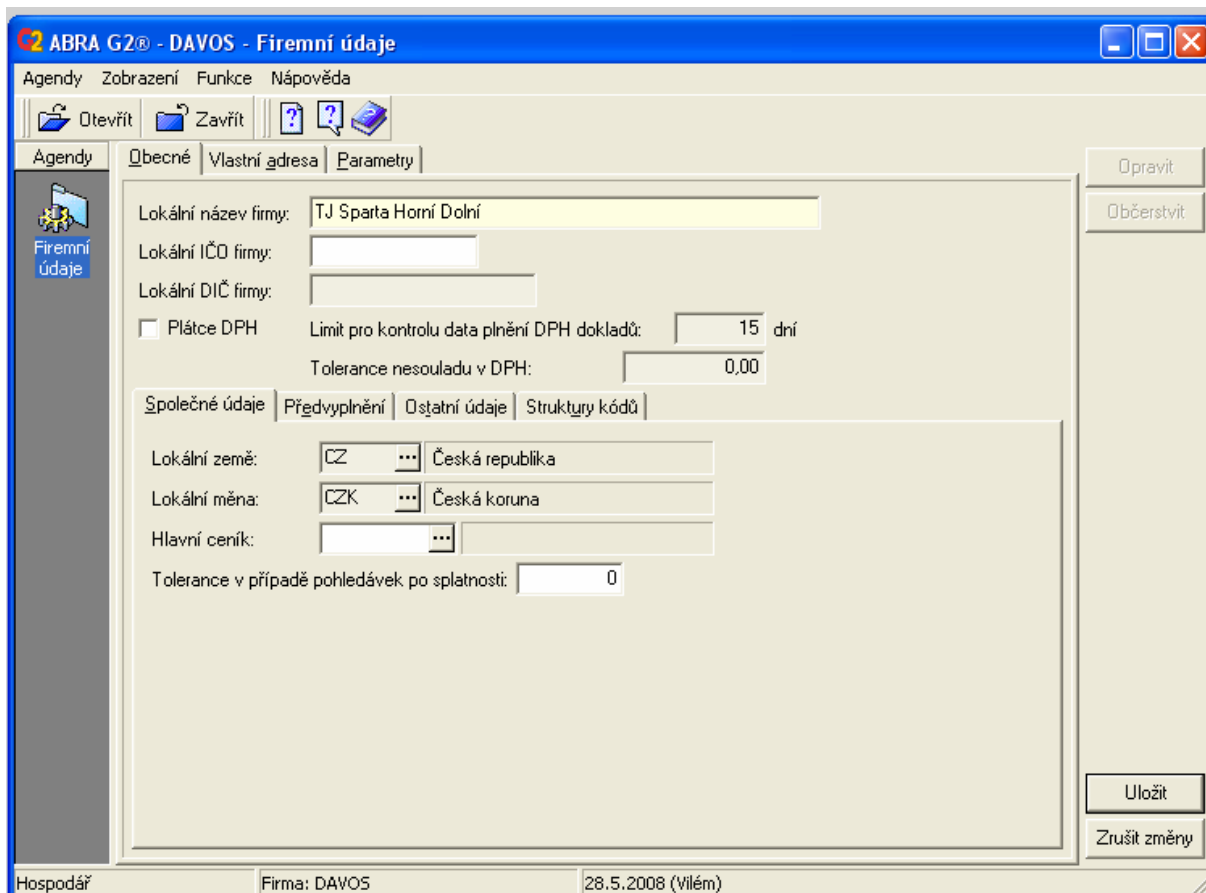 G2 ABRA G2® - DAVOS - Firemní údaje
Agendy Zobrazení Funkce Nápověda
Otevřít Zavřít
Agendy
Firemní
údaje
Obecné Vlastní adresa Parametry
Lokální název firmy: TJ Sparta Horní Dolní
Lokální IČO firmy:
Lokální DIČ firmy:
Plátce DPH Limit pro kontrolu data plnění DPH dokladů: 15 dní
Tolerance nesouladu v DPH: 0,00
Společné údaje Předvyplnění Ostatní údaje Struktury kódů
Lokální země: CZ ... Česká republika
Lokální měna: CZK ... Česká koruna
Hlavní ceník: ...
Tolerance v případě pohledávek po splatnosti: 0
Opravit
Občerstvit
Uložit
Zrušit změny
Hospodář Firma: DAVOS 28.5.2008 (Vilém)